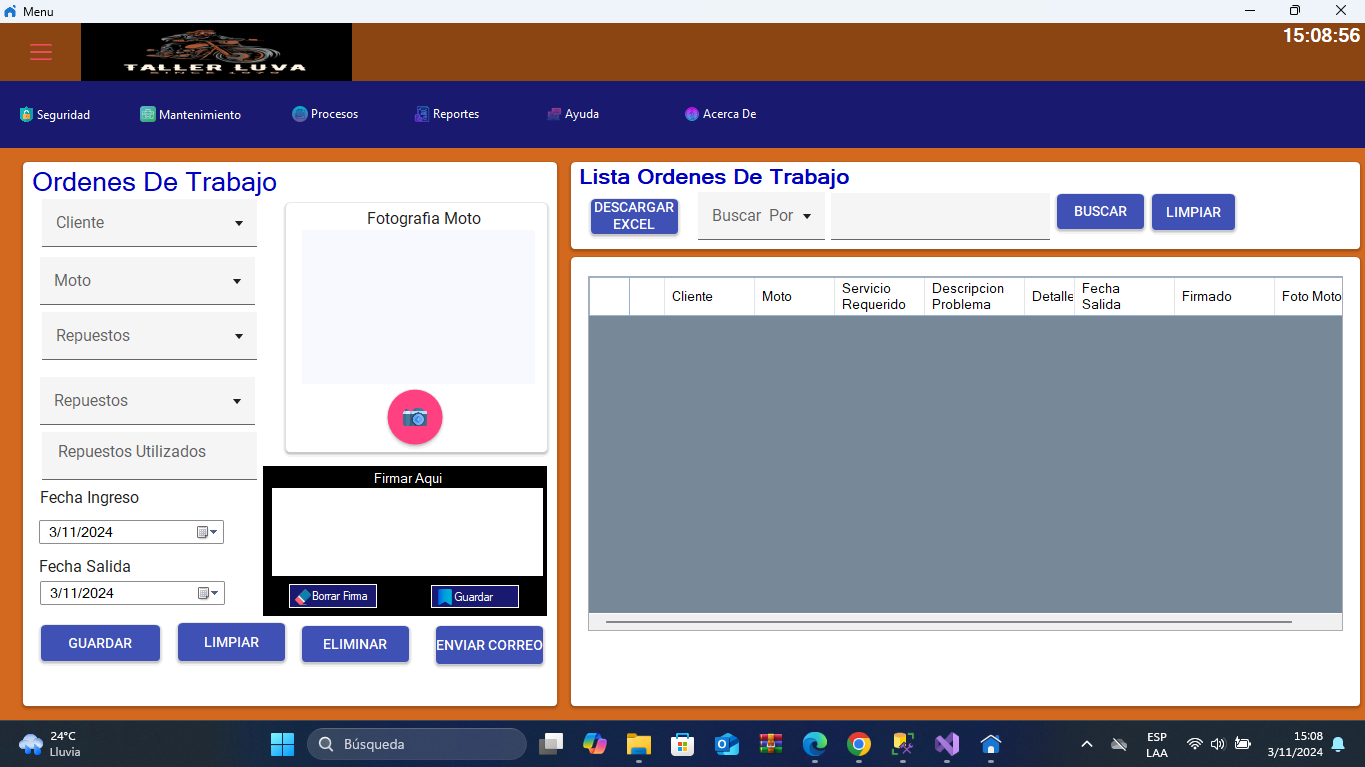 Menu
15:08:56
TALLER LUVA
SINCE 1970
Seguridad
Mantenimiento
Procesos
Reportes
Ayuda
Acerca De
Ordenes De Trabajo
Cliente
Moto
Repuestos
Repuestos
Repuestos Utilizados
Fecha Ingreso
3/11/2024
Fecha Salida
3/11/2024
Fotografia Moto
Firmar Aqui
Borrar Firma
Guardar
GUARDAR
LIMPIAR
ELIMINAR
ENVIAR CORREO
Lista Ordenes De Trabajo
DESCARGAR
EXCEL
Buscar Por
BUSCAR
LIMPIAR
Cliente
Moto
Servicio
Requerido
Descripcion
Problema
Detalle
Fecha
Salida
Firmado
Foto Moto
24°C
Lluvia
Búsqueda
ESP
LAA
15:08
3/11/2024